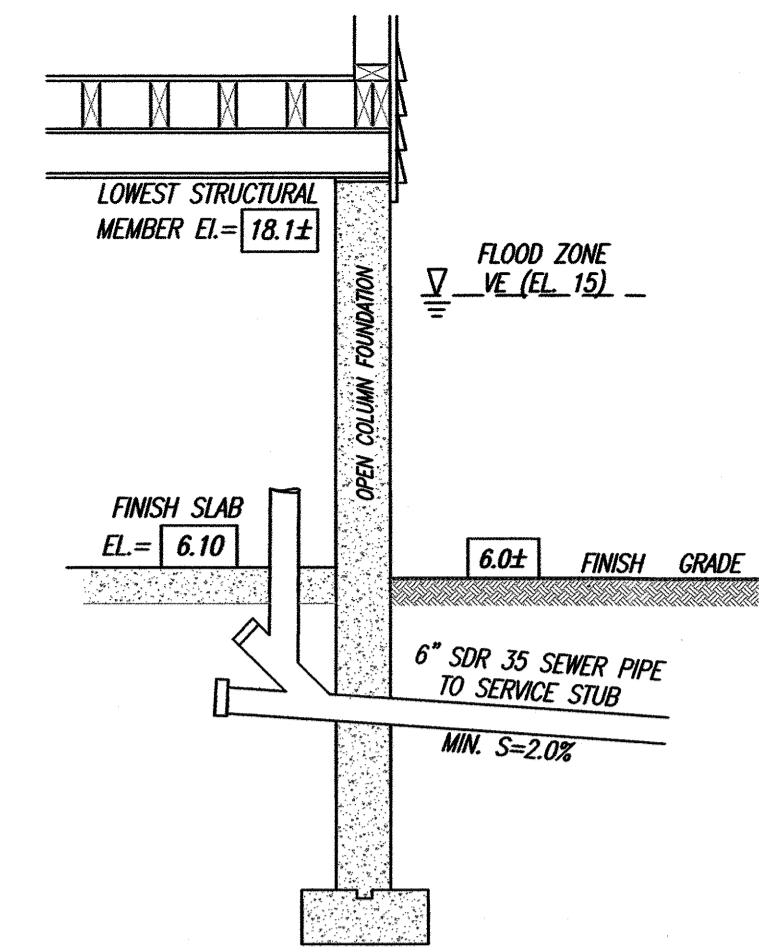 LOWEST STRUCTURAL
MEMBER El.= 18.1±
FLOOD ZONE
VE (EL. 15)
OPEN COLUMN FOUNDATION
FINISH SLAB
EL.= 6.10
6.0± FINISH GRADE
6" SDR 35 SEWER PIPE
TO SERVICE STUB
MIN. S=2.0%